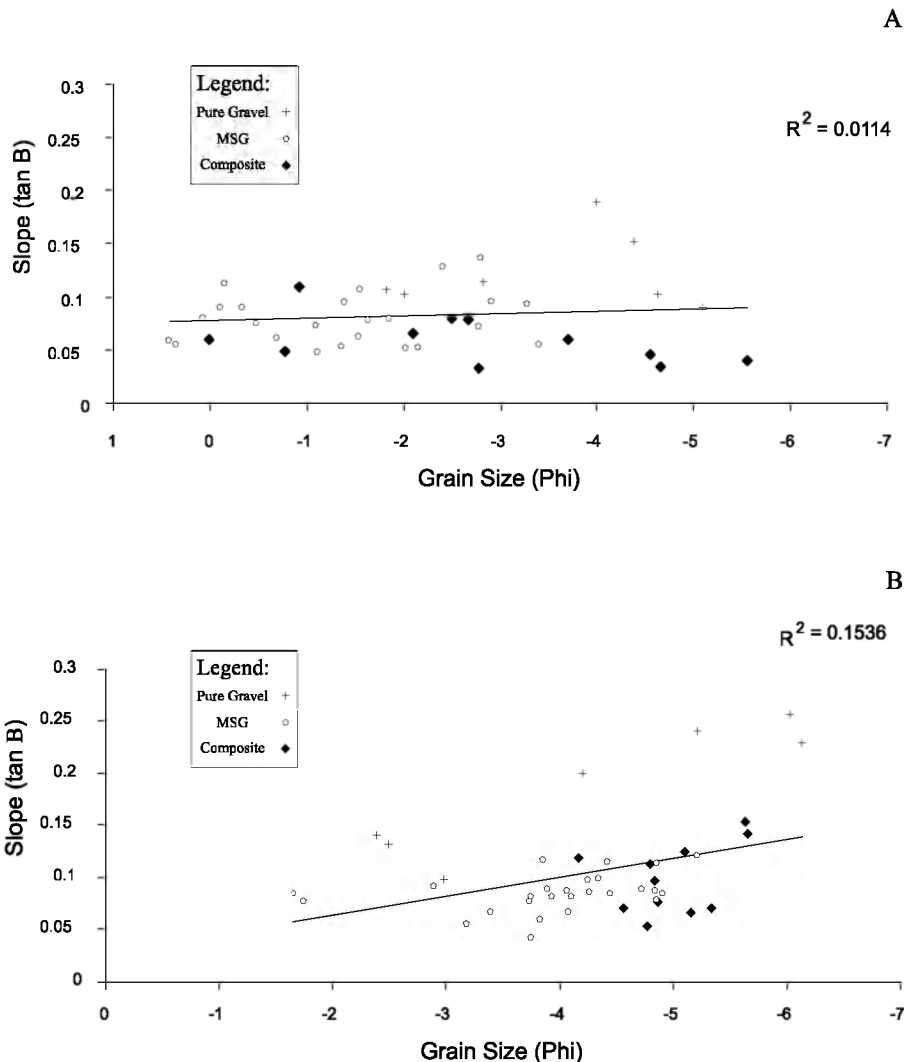 A
Legend:
Pure Gravel +
MSG
Composite
R² = 0.0114
0.3
0.25
0.2
0.15
0.1
0.05
0
Slope (tan B)
1 0 -1 -2 -3 -4 -5 -6 -7
Grain Size (Phi)
B
R² = 0.1536
Legend:
Pure Gravel +
MSG
Composite
0.3
0.25
0.2
0.15
0.1
0.05
0
Slope (tan B)
0 -1 -2 -3 -4 -5 -6 -7
Grain Size (Phi)